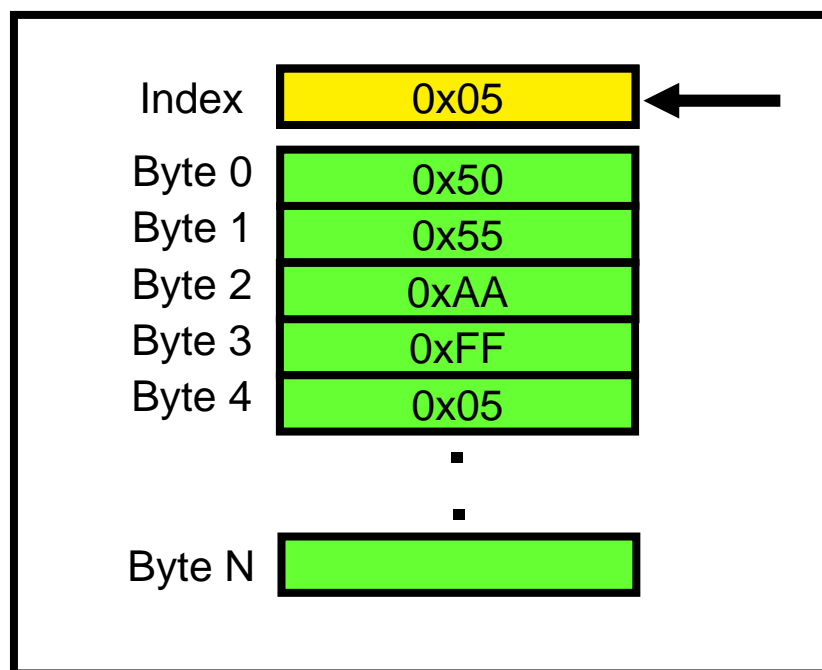 Index 0x05
Byte 0 0x50
Byte 1 0x55
Byte 2 0xAA
Byte 3 0xFF
Byte 4 0x05
Byte N